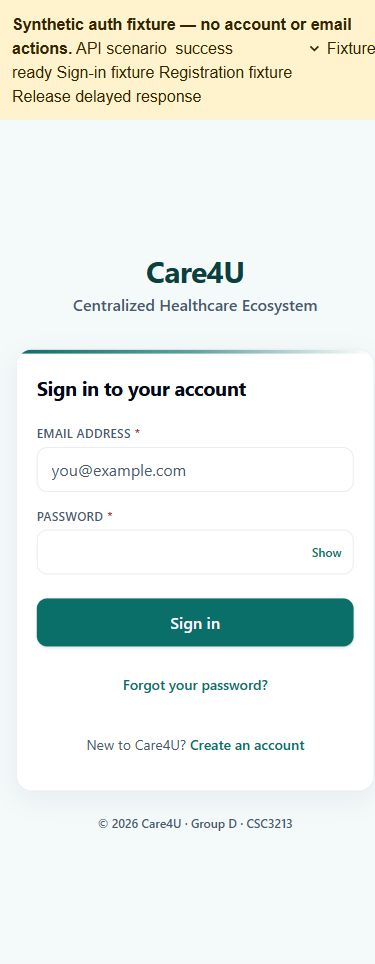 Synthetic auth fixture — no account or email
actions. API scenario success Fixture
ready Sign-in fixture Registration fixture
Release delayed response
Care4U
Centralized Healthcare Ecosystem
Sign in to your account
EMAIL ADDRESS *
you@example.com
PASSWORD *
Show
Sign in
Forgot your password?
New to Care4U? Create an account
© 2026 Care4U · Group D · CSC3213